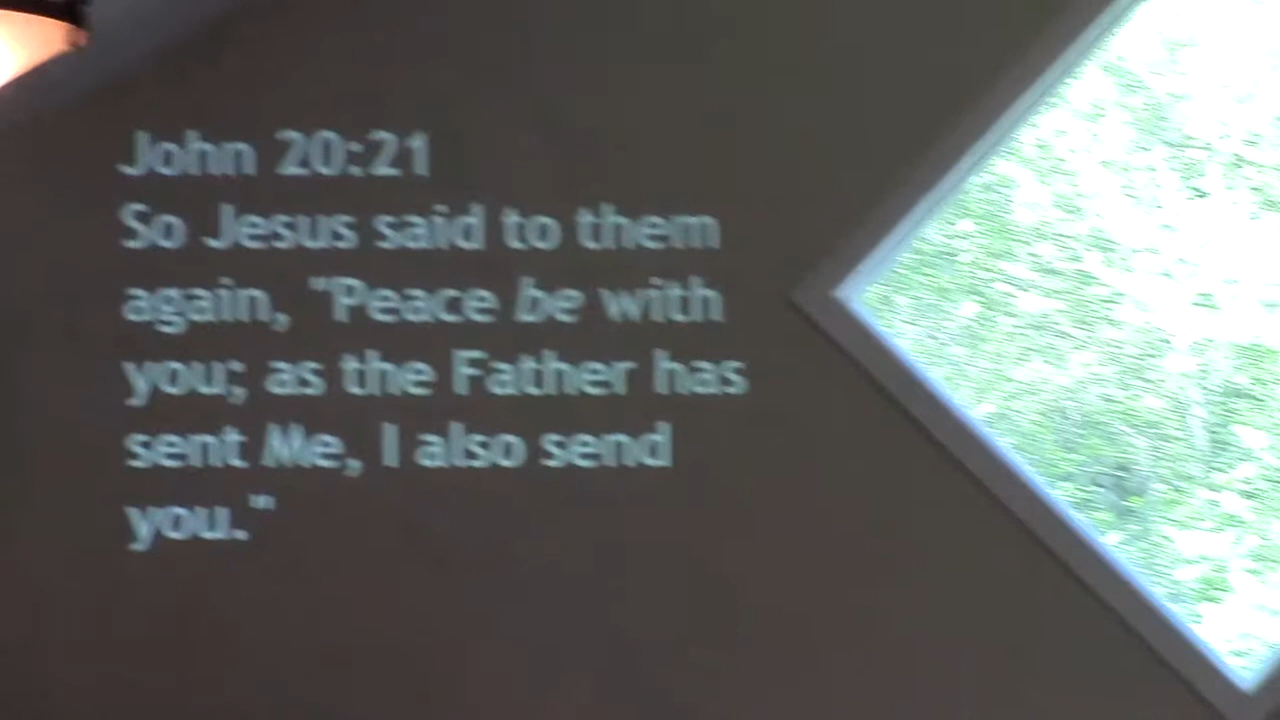 John 20:21
So Jesus said to them
again, "Peace be with
you; as the Father has
sent Me, I also send
you."